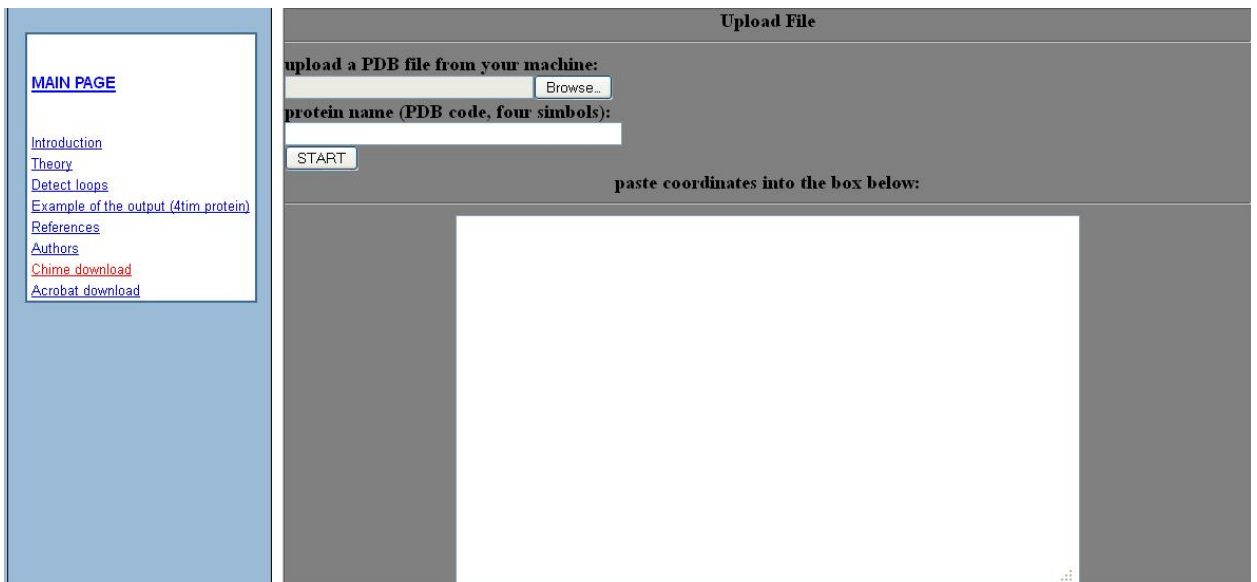 MAIN PAGE
Introduction
Theory
Detect loops
Example of the output (4tim protein)
References
Authors
Chime download
Acrobat download
Upload File
upload a PDB file from your machine:
Browse...
protein name (PDB code, four simbols):
START
paste coordinates into the box below: